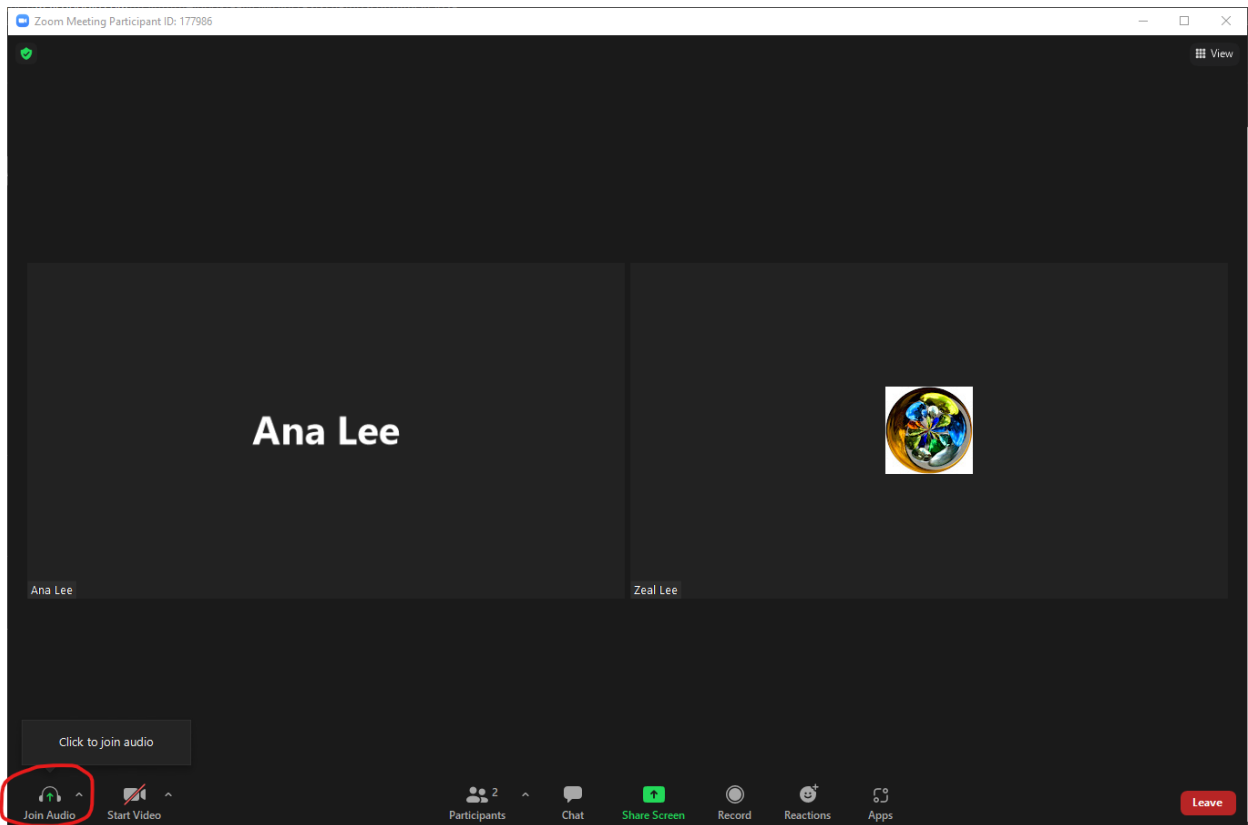 Zoom Meeting Participant ID: 177986
View
Ana Lee
Ana Lee
Zeal Lee
Click to join audio
Join Audio
Start Video
2
Participants
Chat
Share Screen
Record
Reactions
Apps
Leave